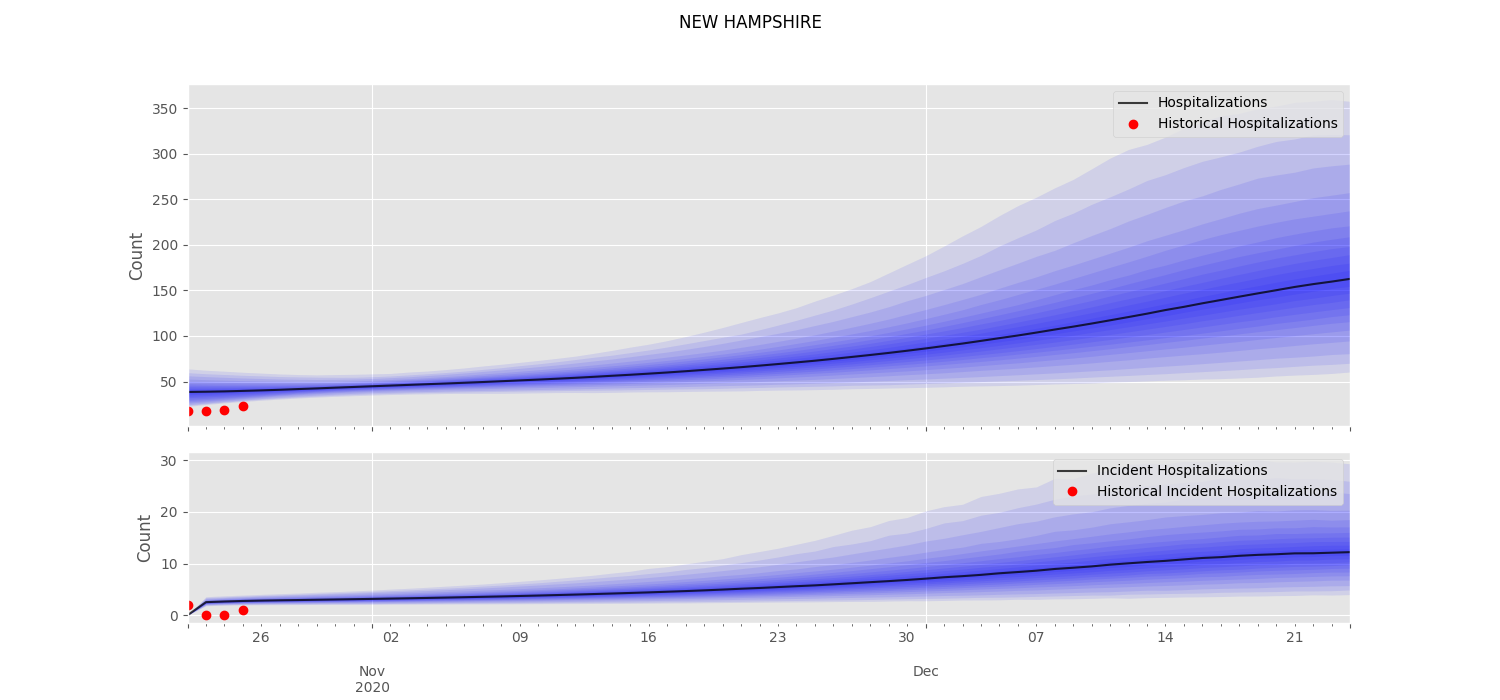 NEW HAMPSHIRE
Count
350
300
250
200
150
100
50
Hospitalizations
Historical Hospitalizations
Count
30
20
10
0
Incident Hospitalizations
Historical Incident Hospitalizations
26 02 09 16 23 30 07 14 21
Nov Dec
2020